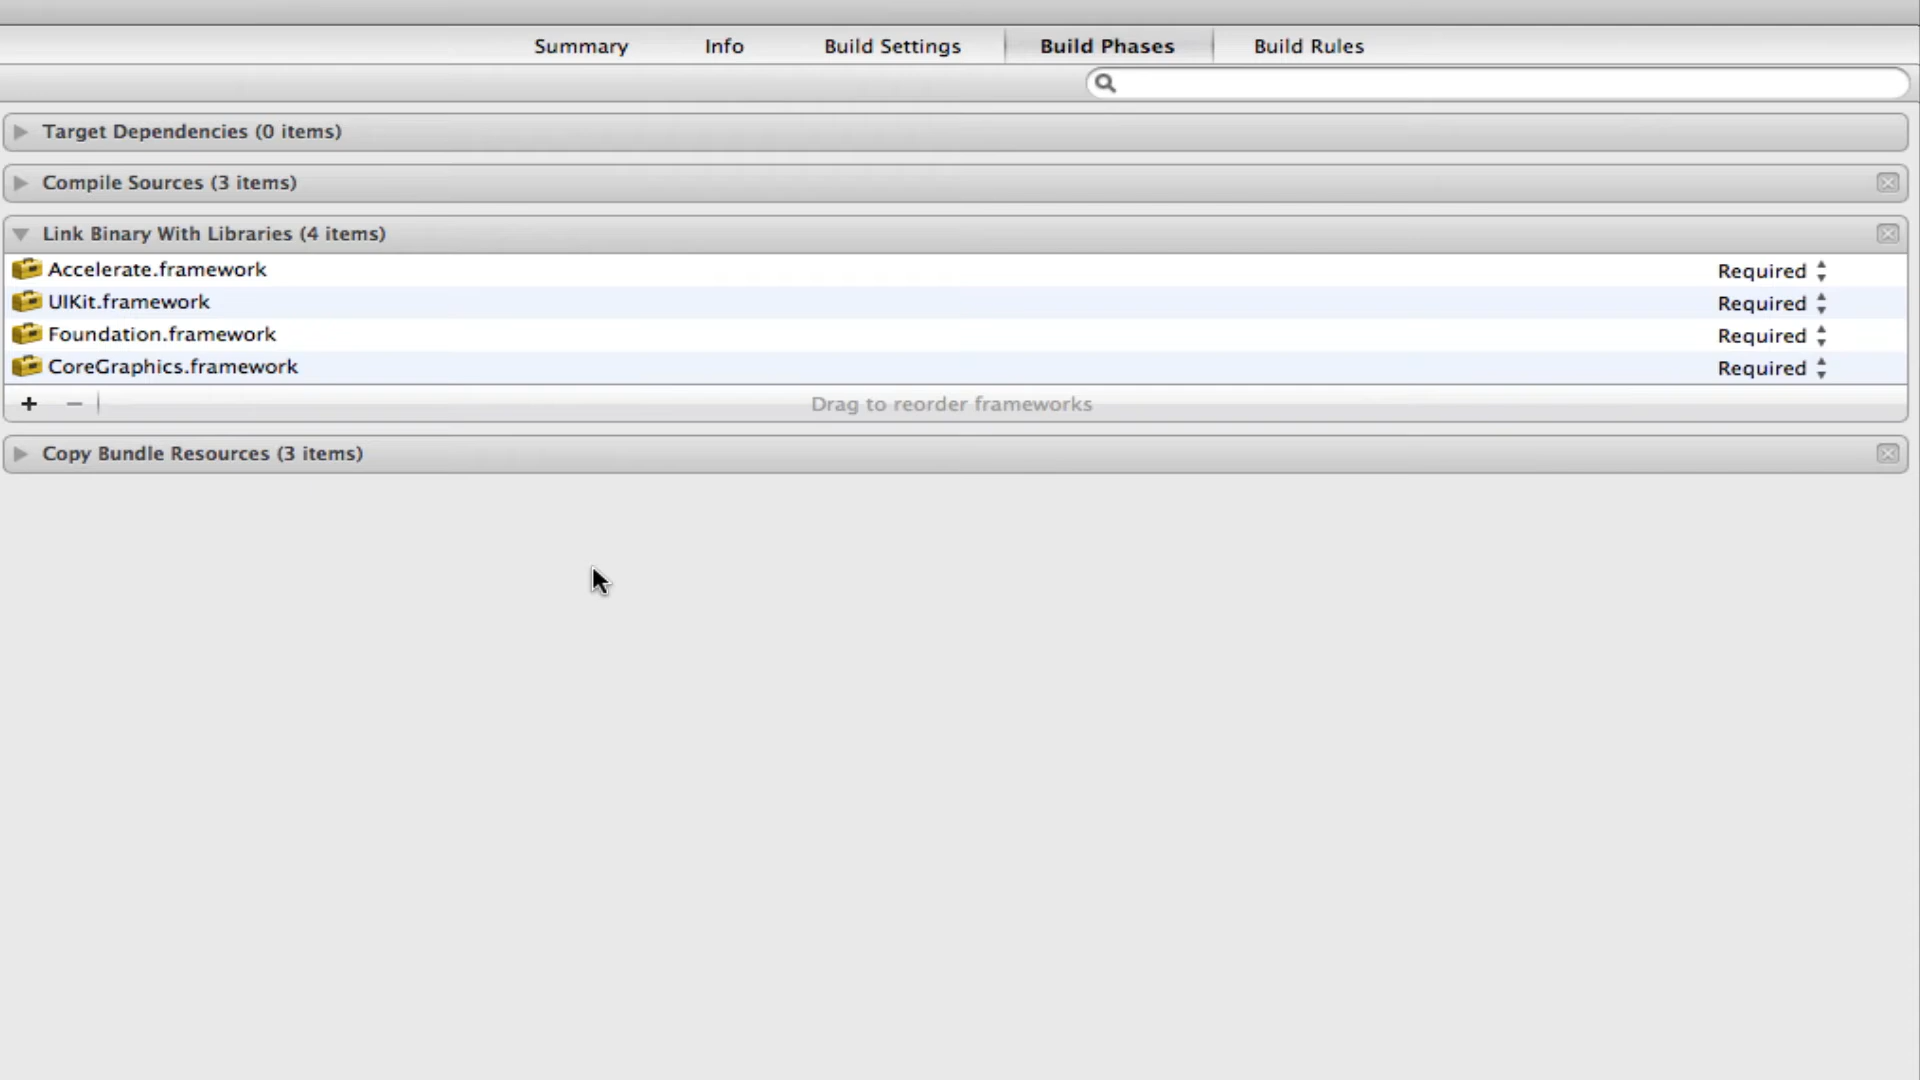 Summary Info Build Settings Build Phases Build Rules
Target Dependencies (0 items)
Compile Sources (3 items)
Link Binary With Libraries (4 items)
Accelerate.framework Required
UIKit.framework Required
Foundation.framework Required
CoreGraphics.framework Required
Drag to reorder frameworks
Copy Bundle Resources (3 items)